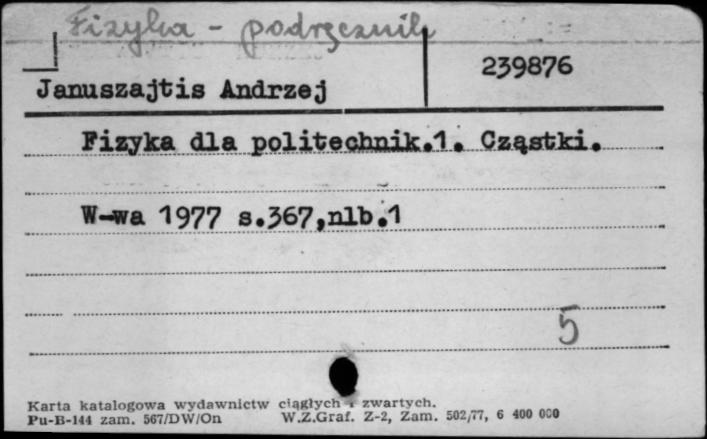 Fizyka - podręcznik
239876
Januszajtis Andrzej
Fizyka dla politechnik.1. Cząstki.
W-wa 1977 s.367,nlb.1
5
Karta katalogowa wydawnictw ciągłych i zwartych.
Pu-B-144 zam. 567/DW/On W.Z.Graf. Z-2, Zam. 502/77, 6 400 000